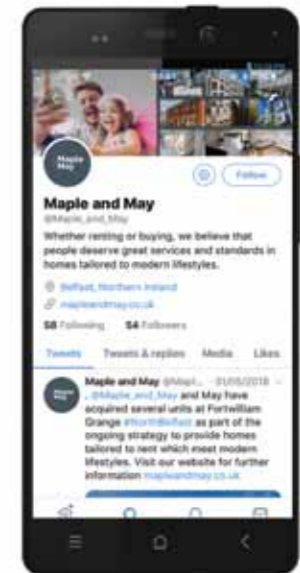 Maple
May
Follow
Maple and May
@Maple_and_May
Whether renting or buying, we believe that
people deserve great services and standards in
homes tailored to modern lifestyles.
Belfast, Northern Ireland
mapleandmay.co.uk
58 Following 54 Followers
Tweets Tweets & replies Media Likes
Maple and May @Mapl... · 01/05/2018
. @Maple_and_May and May have
acquired several units at Fortwilliam
Grange #NorthBelfast as part of the
ongoing strategy to provide homes
tailored to rent which meet modern
lifestyles. Visit our website for further
information mapleandmay.co.uk